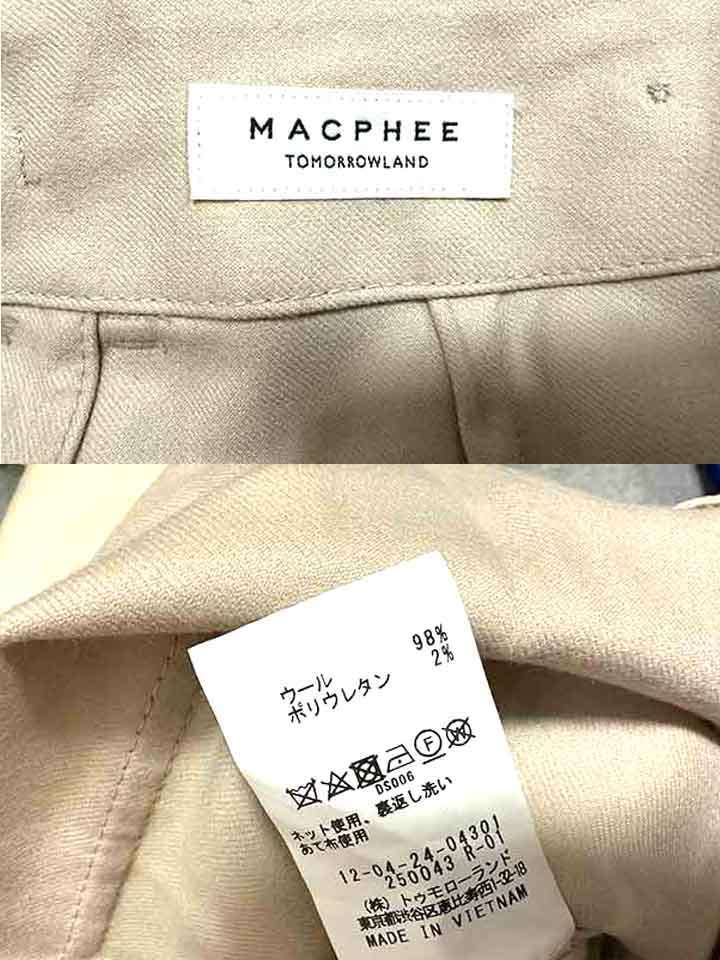 MACPHEE
TOMORROWLAND
ウール 98%
ポリウレタン 2%
F W
DS006
ネット使用、裏返し洗い
あて布使用
12-04-24-04301
250043 R-01
(株) トゥモローランド
東京都渋谷区恵比寿西1-32-18
MADE IN VIETNAM